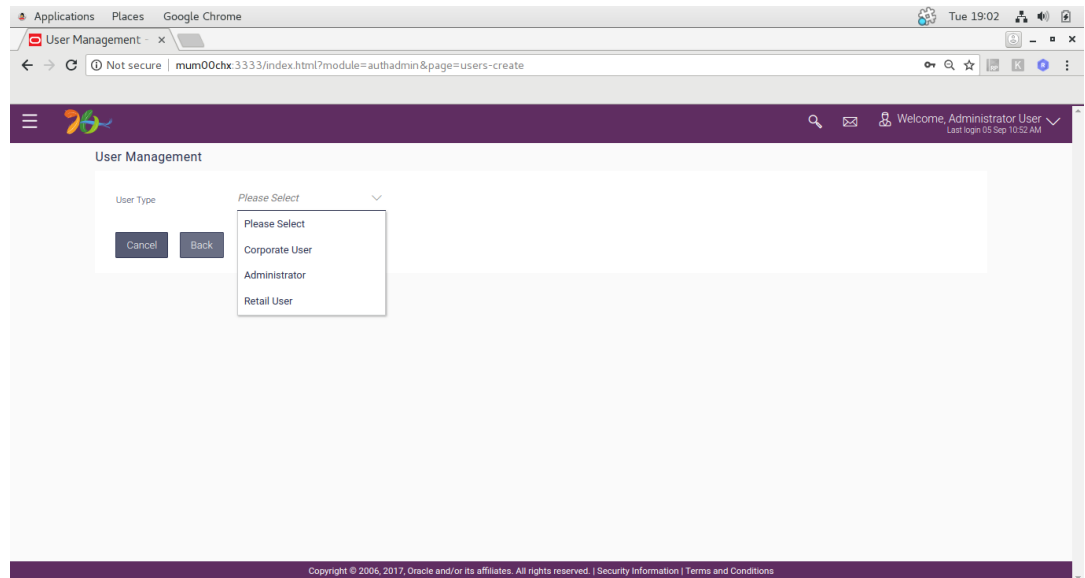 Applications Places Google Chrome Tue 19:02
User Management -
Not secure | mum00chx:3333/index.html?module=authadmin&page=users-create
Welcome, Administrator User
Last login 05 Sep 10:52 AM
User Management
User Type Please Select
Please Select
Cancel Back Corporate User
Administrator
Retail User
Copyright © 2006, 2017, Oracle and/or its affiliates. All rights reserved. | Security Information | Terms and Conditions